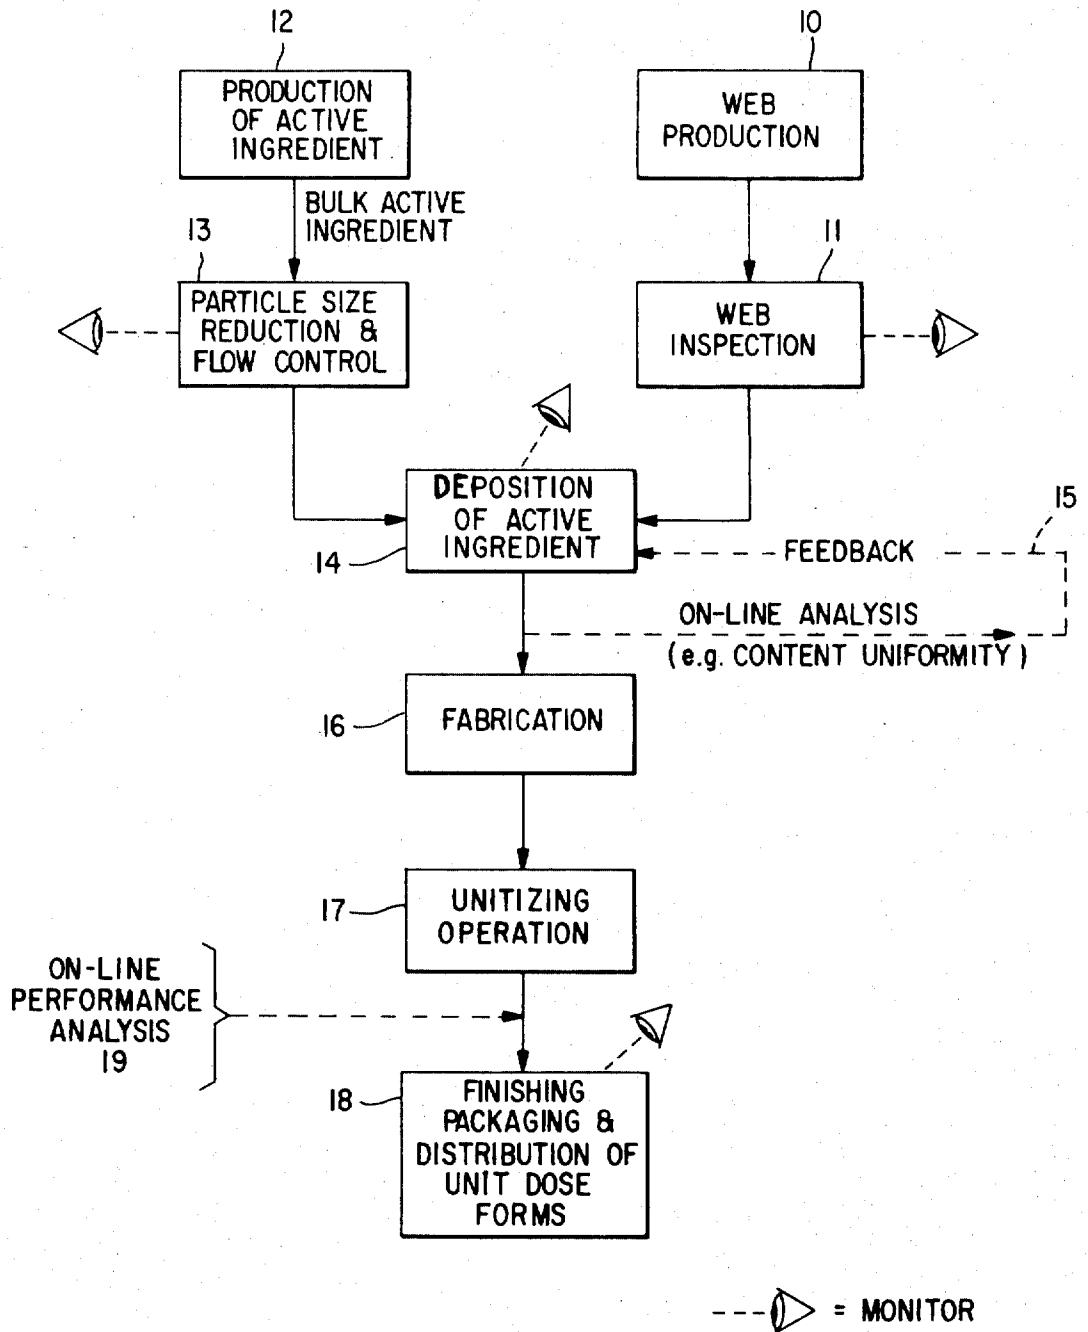 12
PRODUCTION
OF ACTIVE
INGREDIENT
10
WEB
PRODUCTION
BULK ACTIVE
INGREDIENT
13
PARTICLE SIZE
REDUCTION &
FLOW CONTROL
11
WEB
INSPECTION
DEPOSITION
OF ACTIVE
INGREDIENT
14
15
FEEDBACK
ON-LINE ANALYSIS
(e.g. CONTENT UNIFORMITY)
16
FABRICATION
17
UNITIZING
OPERATION
ON-LINE
PERFORMANCE
ANALYSIS
19
18
FINISHING
PACKAGING &
DISTRIBUTION OF
UNIT DOSE
FORMS
= MONITOR